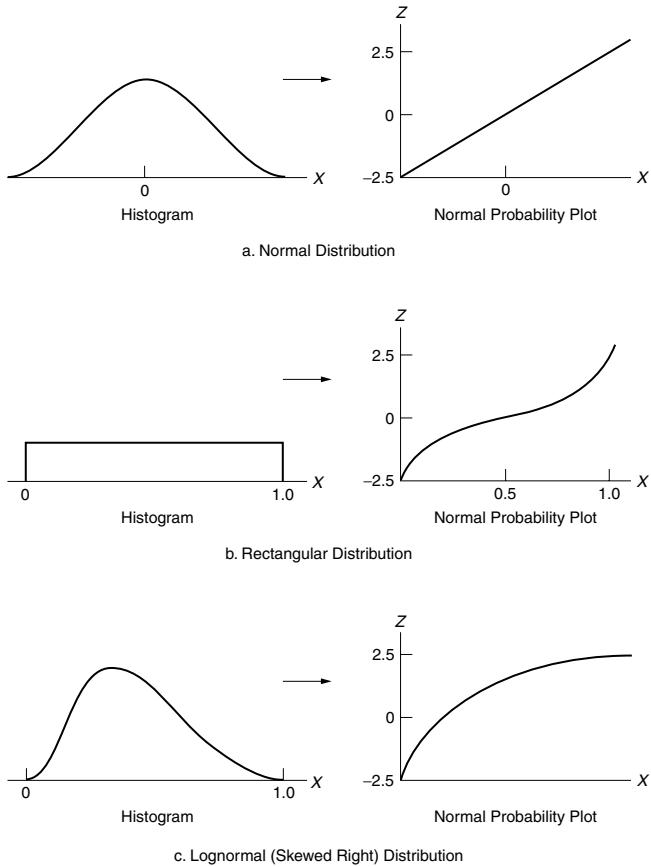 Z
2.5
0
−2.5
X
0
Histogram
X
0
Normal Probability Plot
a. Normal Distribution
Z
2.5
0
−2.5
X
0
1.0
Histogram
X
0.5
1.0
Normal Probability Plot
b. Rectangular Distribution
Z
2.5
0
−2.5
X
0
1.0
Histogram
X
Normal Probability Plot
c. Lognormal (Skewed Right) Distribution